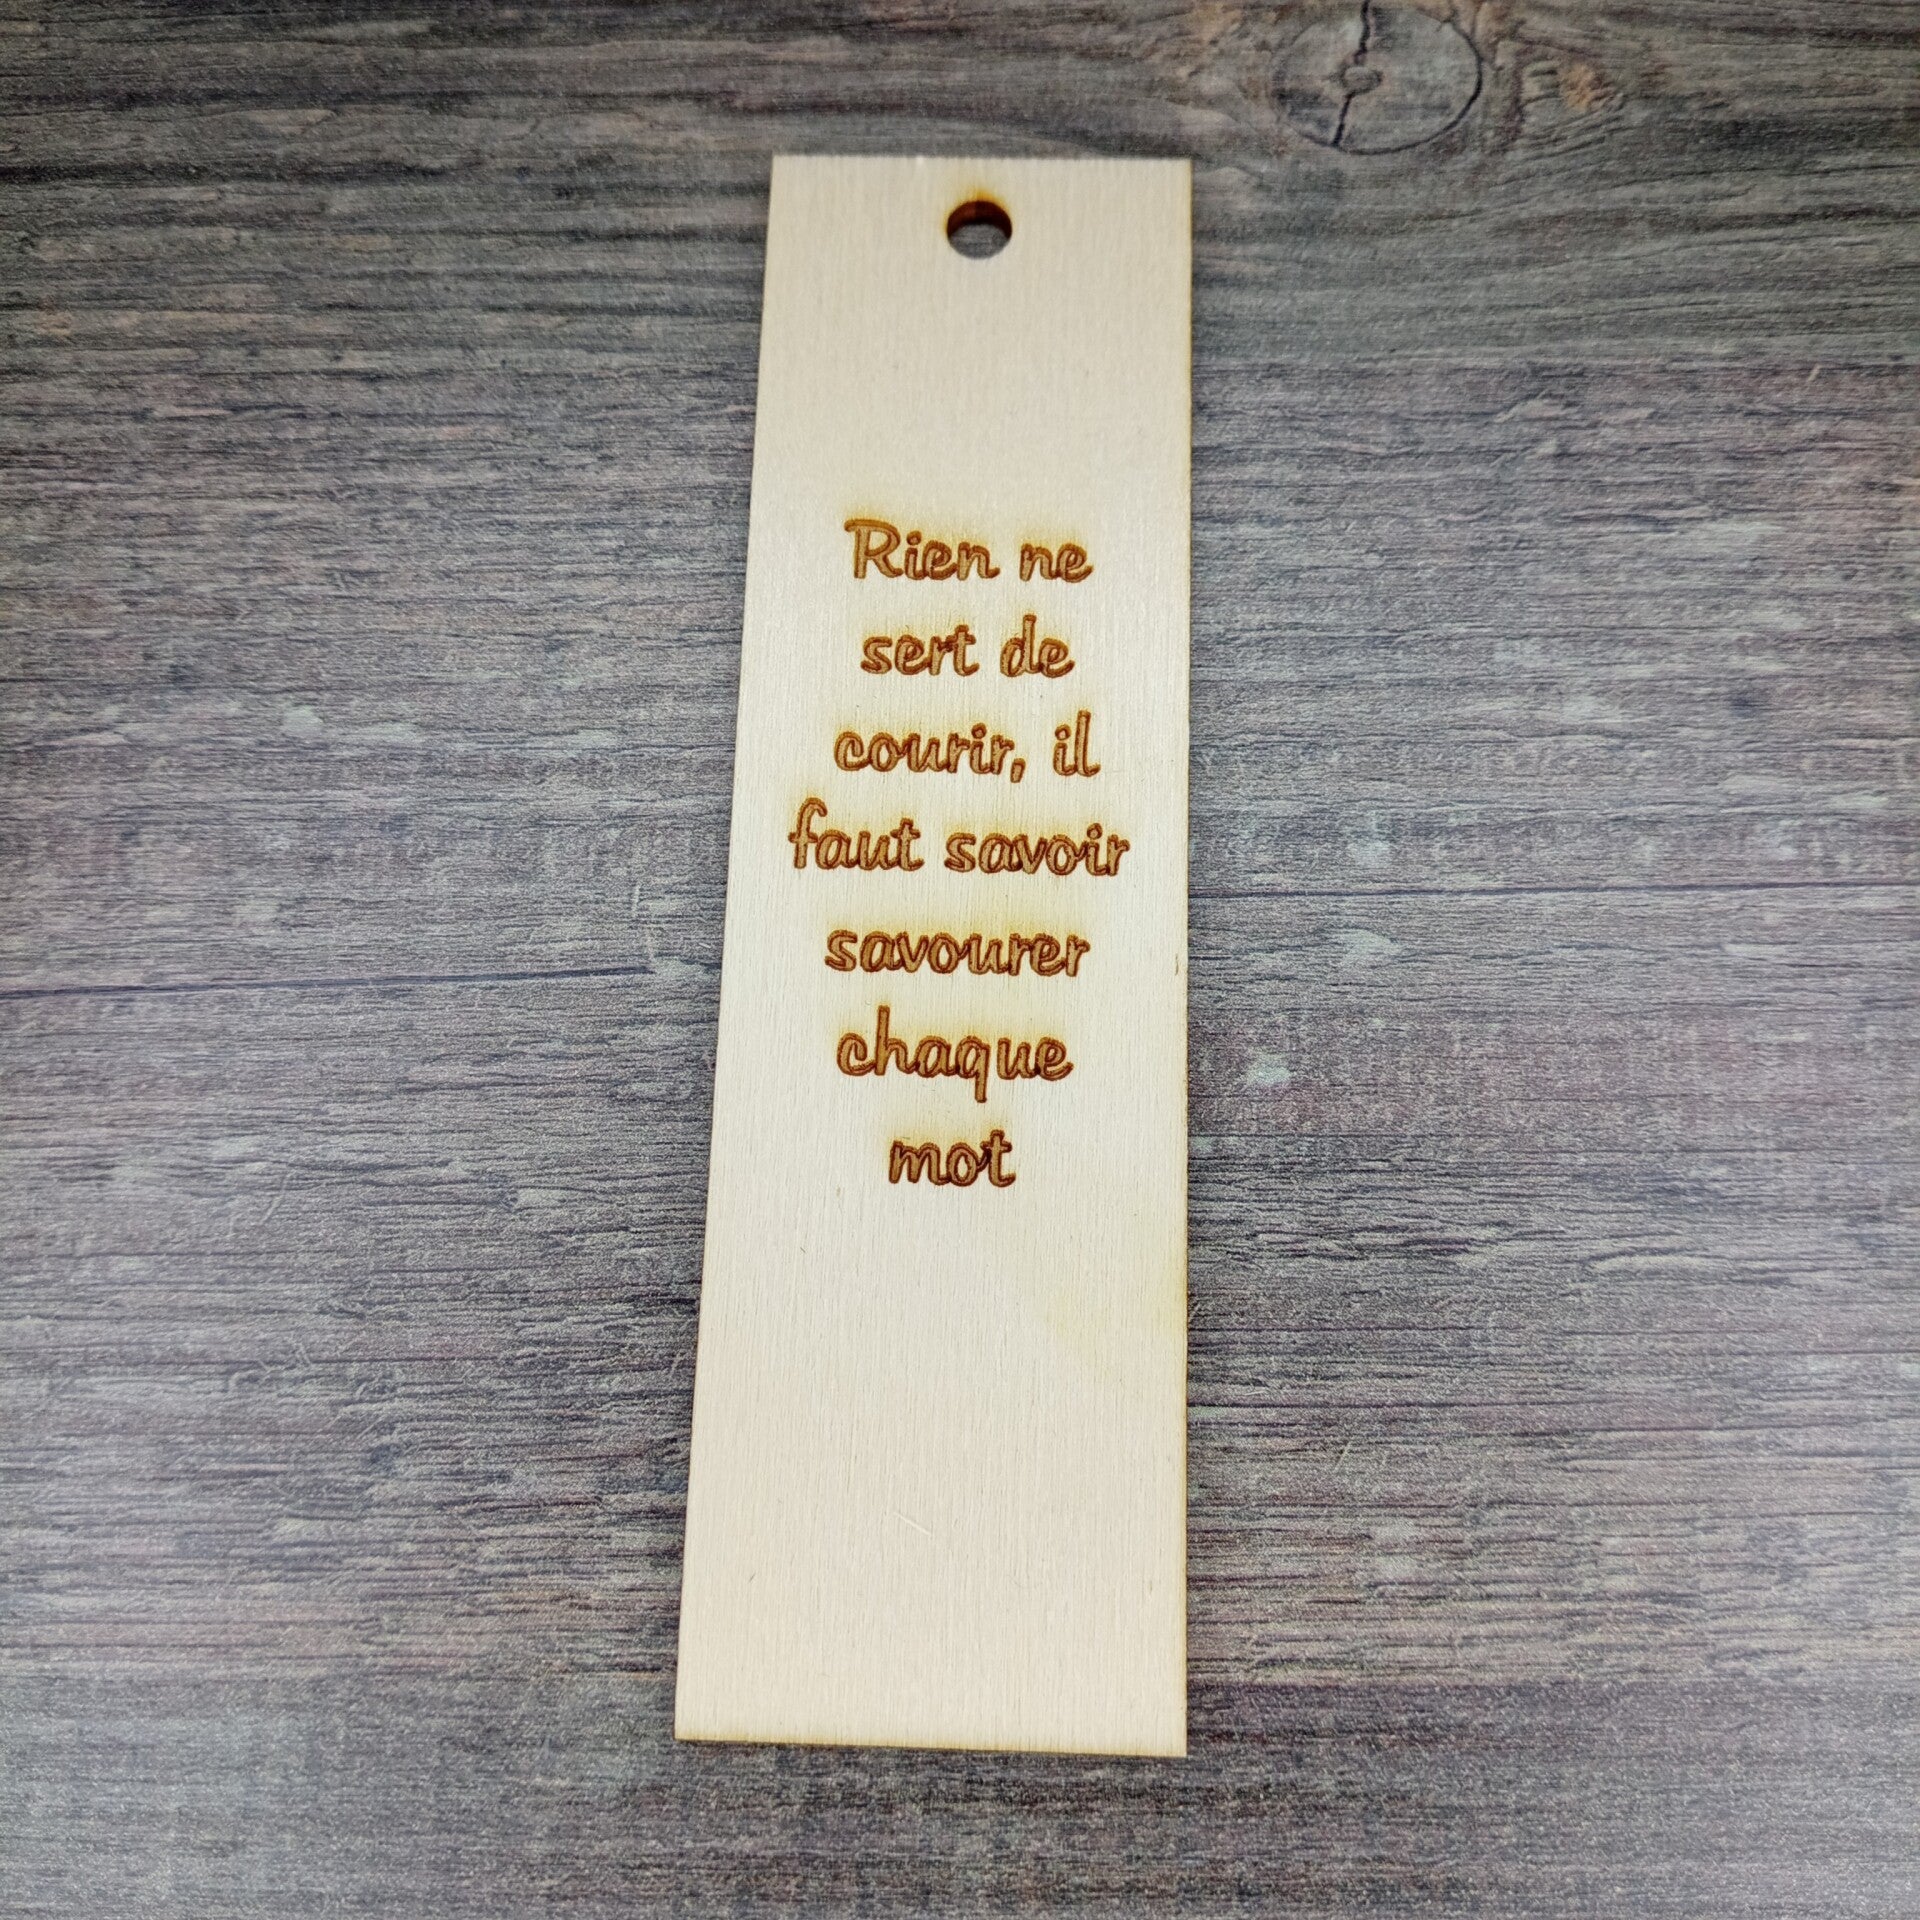 Rien ne
sert de
courir, il
faut savoir
savourer
chaque
mot